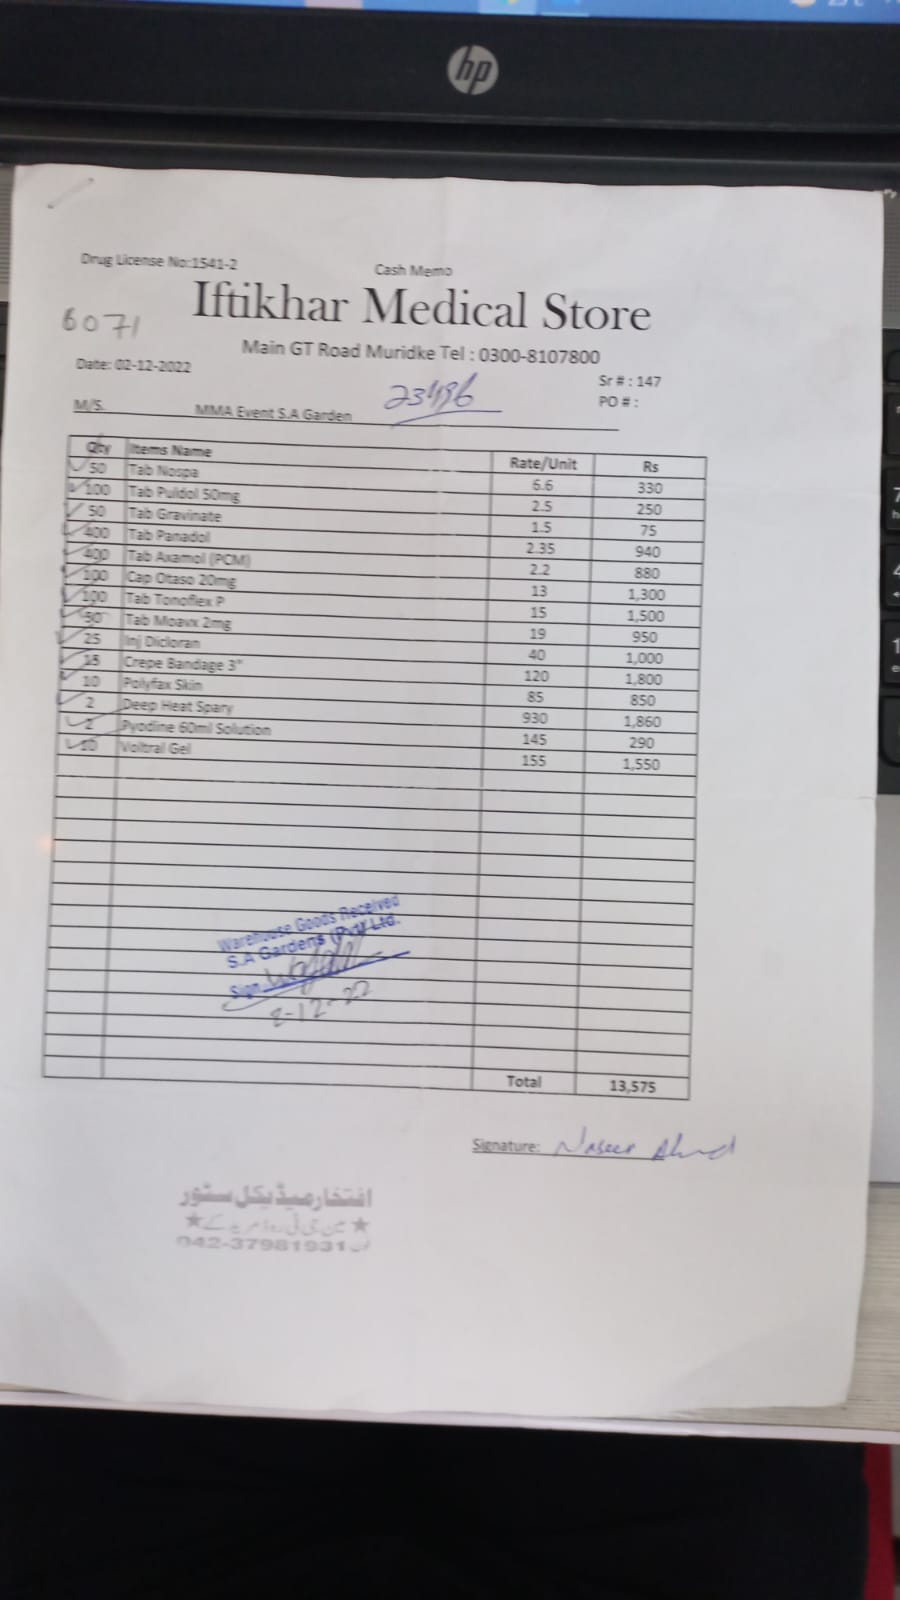 hp
Drug License No:1541-2
Cash Memo
Iftikhar Medical Store
6071
Main GT Road Muridke Tel : 0300-8107800
Date: 02-12-2022
Sr # : 147
PO # :
M/S. MMA Event S.A Garden
Qty Items Name Rate/Unit Rs
50 Tab Nospa 6.6 330
100 Tab Puldol 50mg 2.5 250
50 Tab Gravinate 1.5 75
400 Tab Panadol 2.35 940
400 Tab Axamol (PCM) 2.2 880
100 Cap Otaso 20mg 13 1,300
100 Tab Tonoflex P 15 1,500
50 Tab Moavx 2mg 19 950
25 Inj Dicloran 40 1,000
15 Crepe Bandage 3" 120 1,800
10 Polyfax Skin 85 850
2 Deep Heat Spary 930 1,860
2 Pyodine 60ml Solution 145 290
10 Voltral Gel 155 1,550
Warehouse Goods Received
S.A Gardens (Pvt) Ltd.
Sign
2-12-22
Total 13,575
Signature: Naseer Ahmd
افتخار میڈیکل سٹور
042-37981931